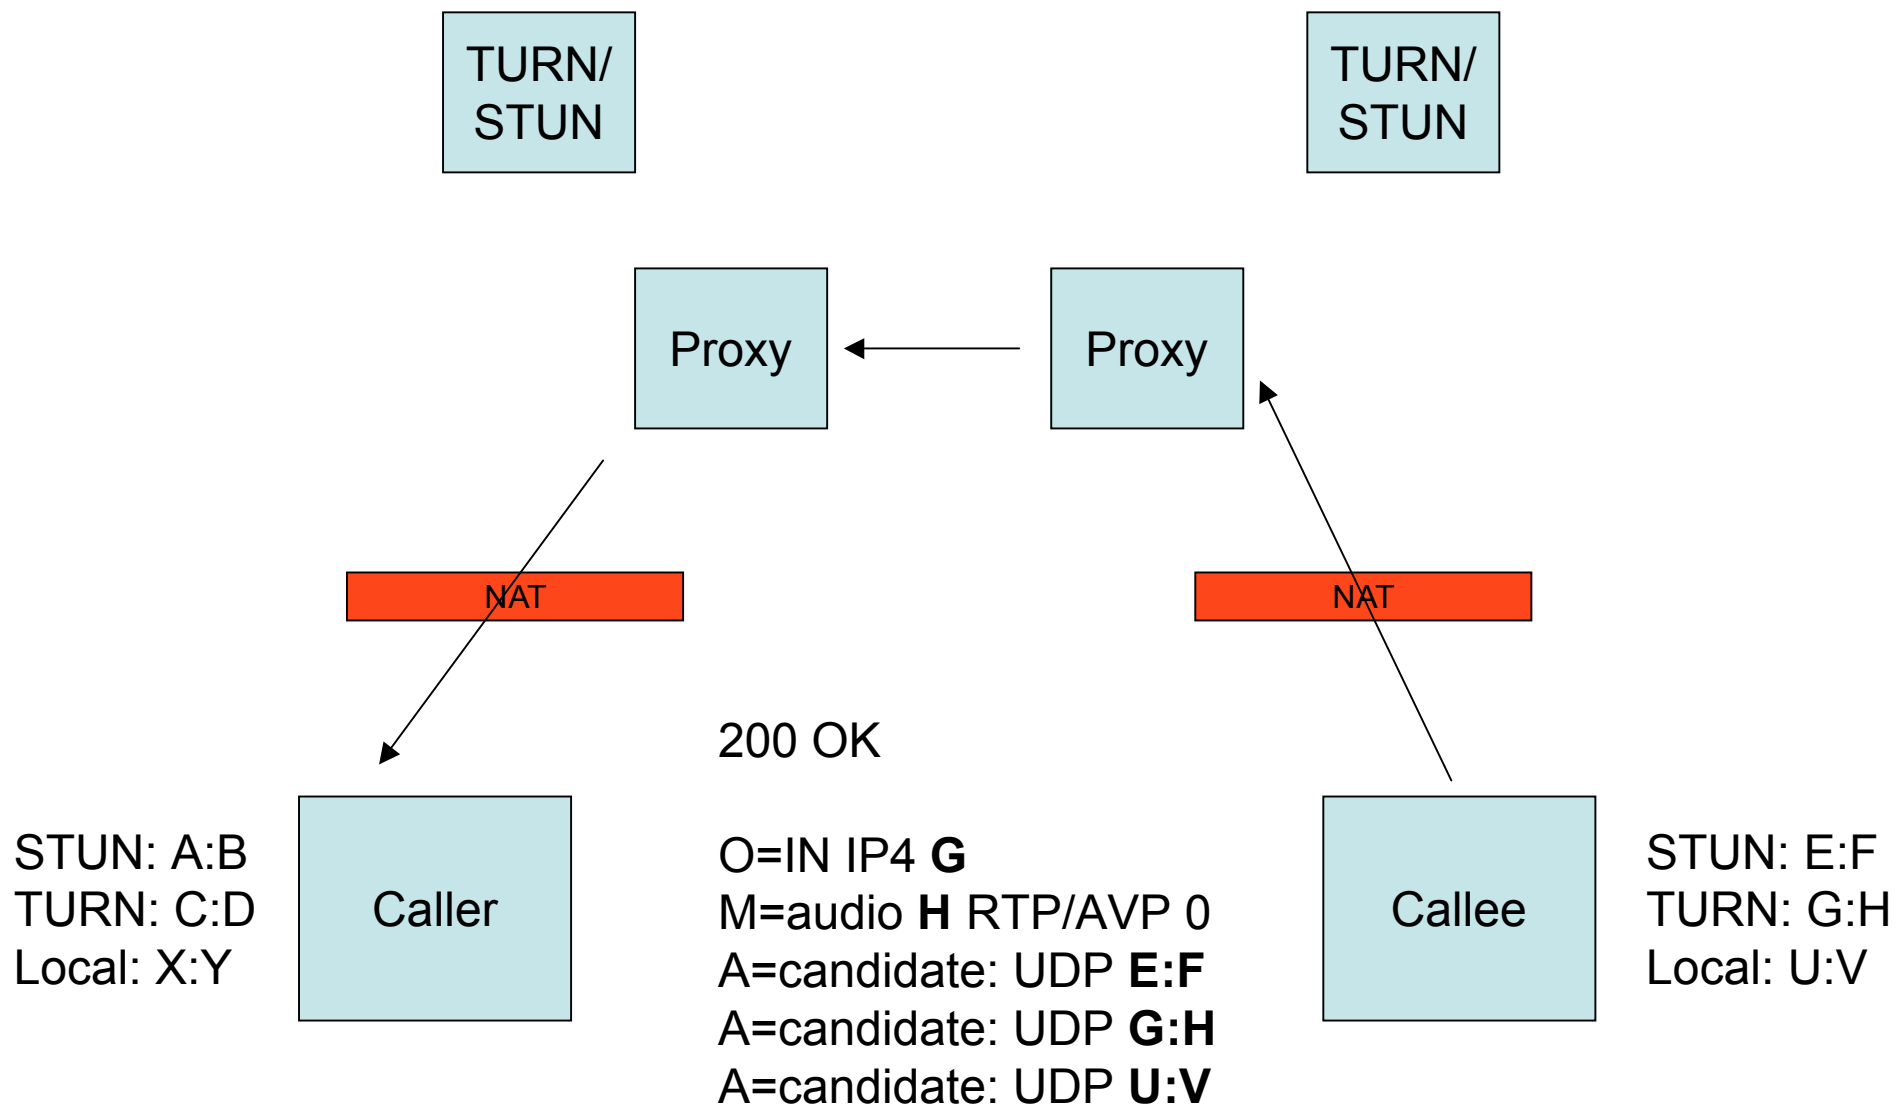 TURN/
STUN
TURN/
STUN
Proxy
Proxy
NAT
NAT
200 OK
STUN: A:B
TURN: C:D
Local: X:Y
Caller
O=IN IP4 G
M=audio H RTP/AVP 0
A=candidate: UDP E:F
A=candidate: UDP G:H
A=candidate: UDP U:V
Callee
STUN: E:F
TURN: G:H
Local: U:V